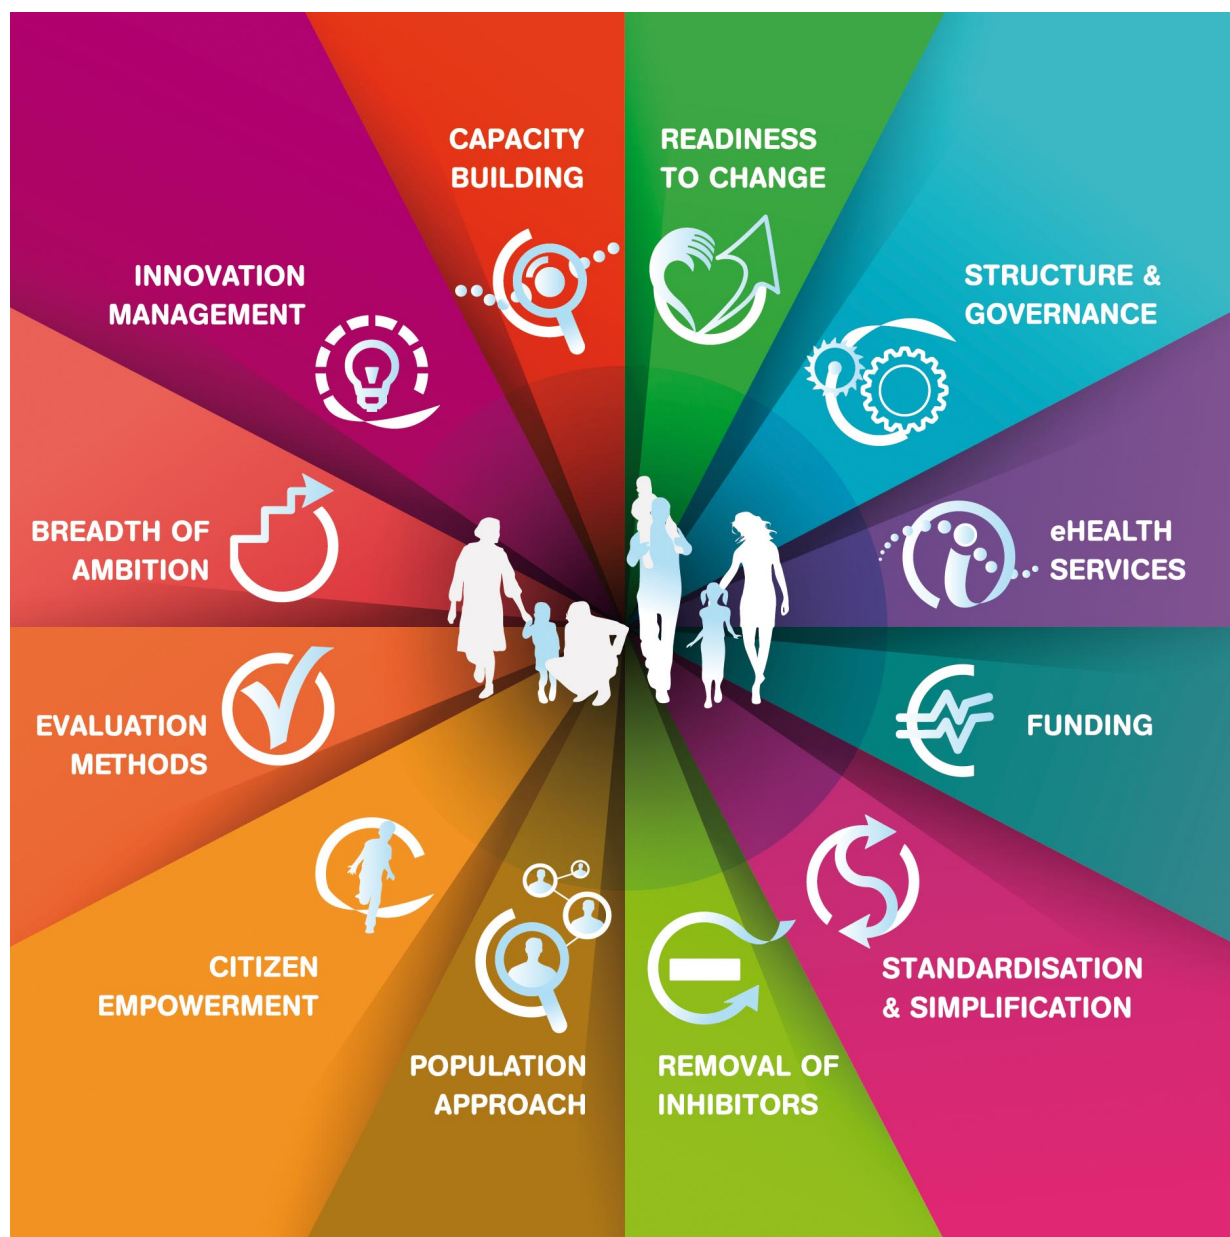 CAPACITY
BUILDING
READINESS
TO CHANGE
STRUCTURE &
GOVERNANCE
eHEALTH
SERVICES
FUNDING
STANDARDISATION
& SIMPLIFICATION
REMOVAL OF
INHIBITORS
POPULATION
APPROACH
CITIZEN
EMPOWERMENT
EVALUATION
METHODS
BREADTH OF
AMBITION
INNOVATION
MANAGEMENT